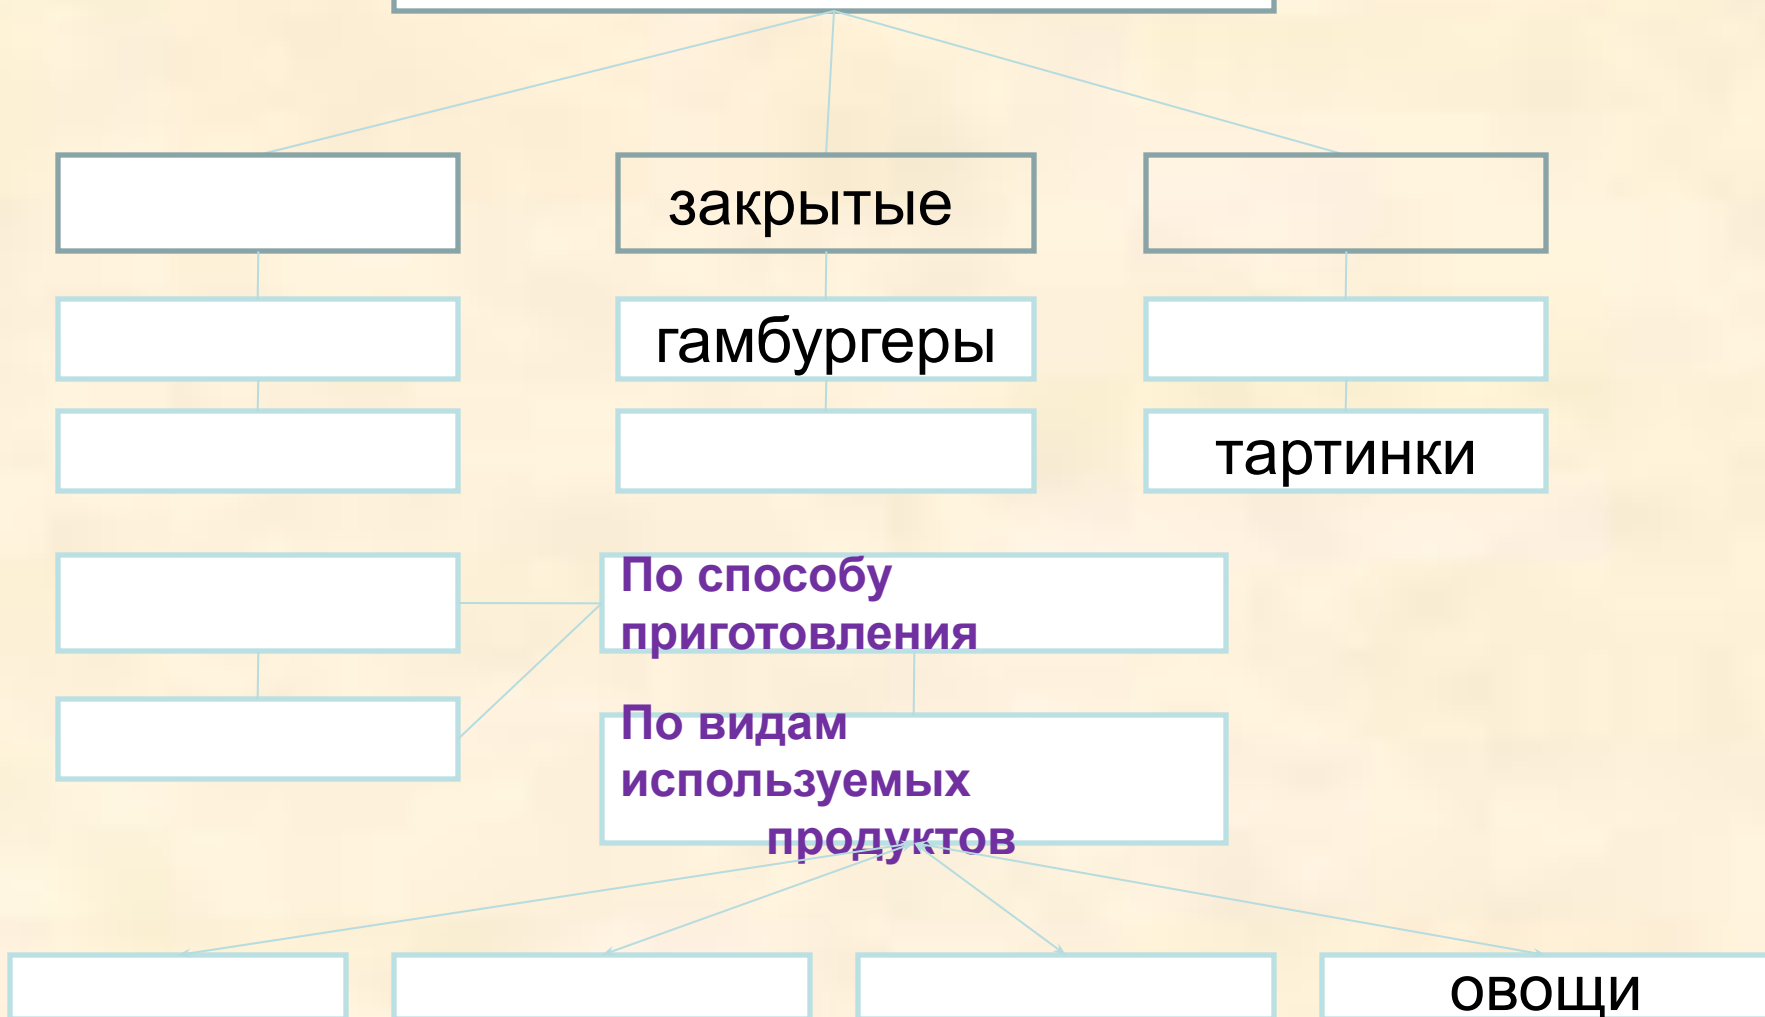 закрытые
гамбургеры
тартинки
По способу
приготовления
По видам
используемых
продуктов
овощи